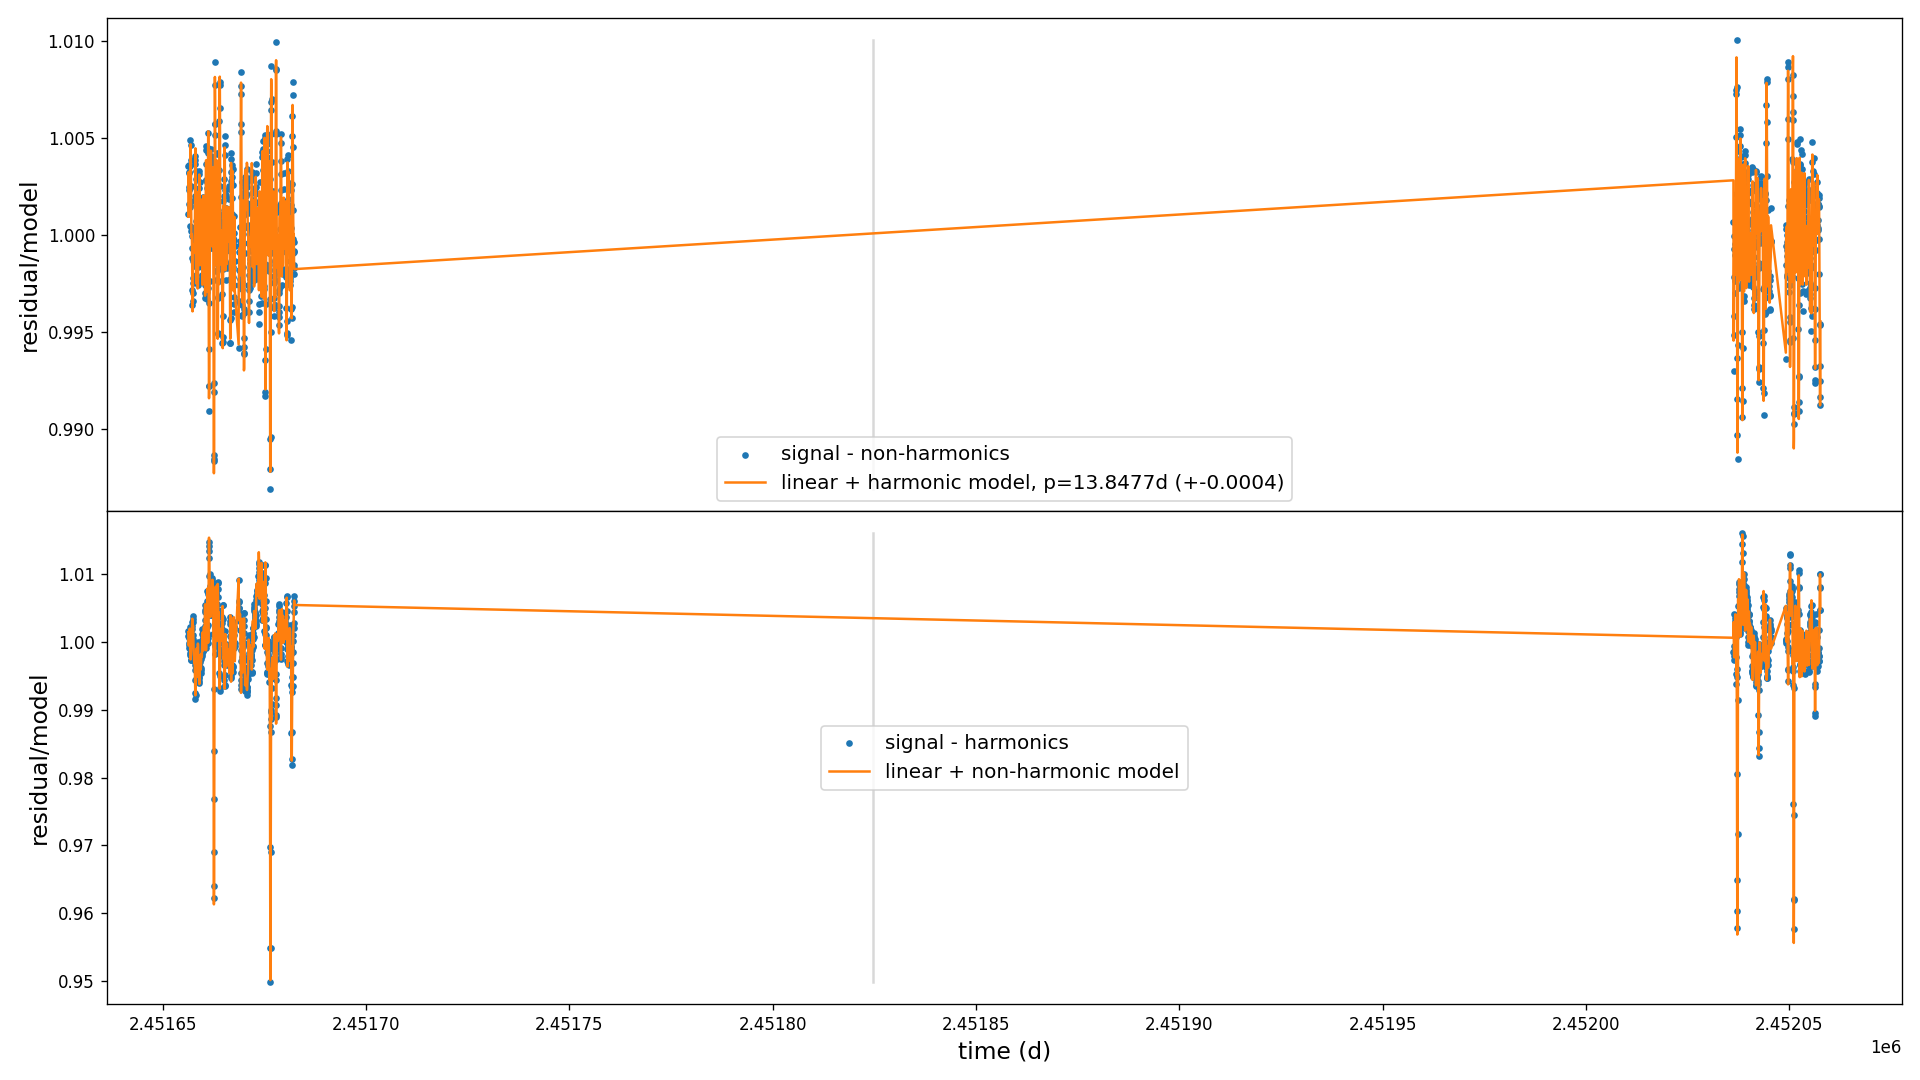 1.010
1.005
1.000
0.995
0.990
residual/model
signal - non-harmonics
linear + harmonic model, p=13.8477d (+-0.0004)
1.01
1.00
0.99
0.98
0.97
0.96
0.95
residual/model
signal - harmonics
linear + non-harmonic model
2.45165 2.45170 2.45175 2.45180 2.45185 2.45190 2.45195 2.45200 2.45205
time (d)
1e6